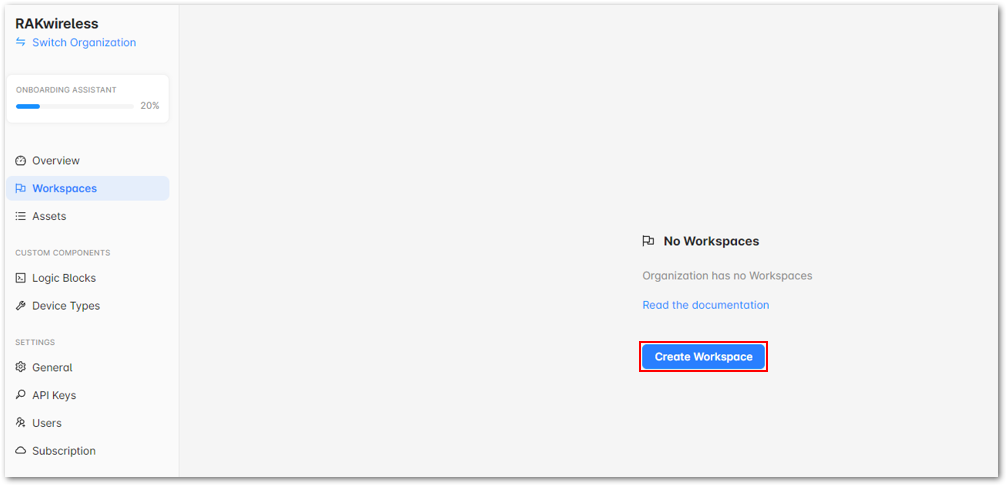 RAKwireless
Switch Organization
ONBOARDING ASSISTANT
20%
Overview
Workspaces
Assets
CUSTOM COMPONENTS
Logic Blocks
Device Types
SETTINGS
General
API Keys
Users
Subscription
No Workspaces
Organization has no Workspaces
Read the documentation
Create Workspace